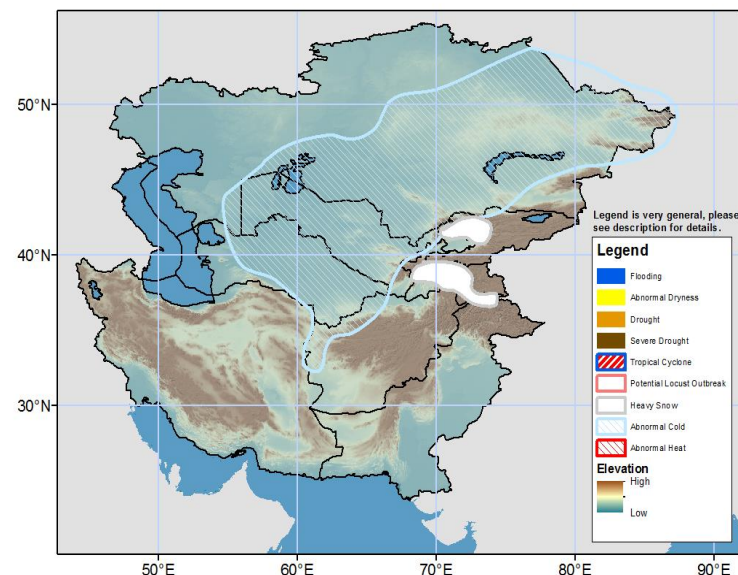 50°N
40°N
30°N
50°E
60°E
70°E
80°E
90°E
Legend is very general, please
see description for details.
Legend
Flooding
Abnormal Dryness
Drought
Severe Drought
Tropical Cyclone
Potential Locust Outbreak
Heavy Snow
Abnormal Cold
Abnormal Heat
Elevation
High
Low